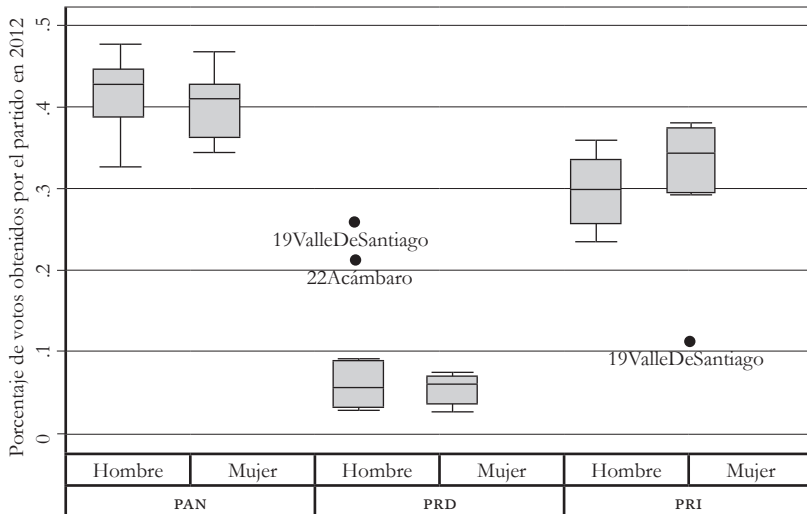 Porcentaje de votos obtenidos por el partido en 2012
.5
.4
.3
.2
.1
0
19ValleDeSantiago
22Acámbaro
19ValleDeSantiago
Hombre Mujer Hombre Mujer Hombre Mujer
PAN PRD PRI